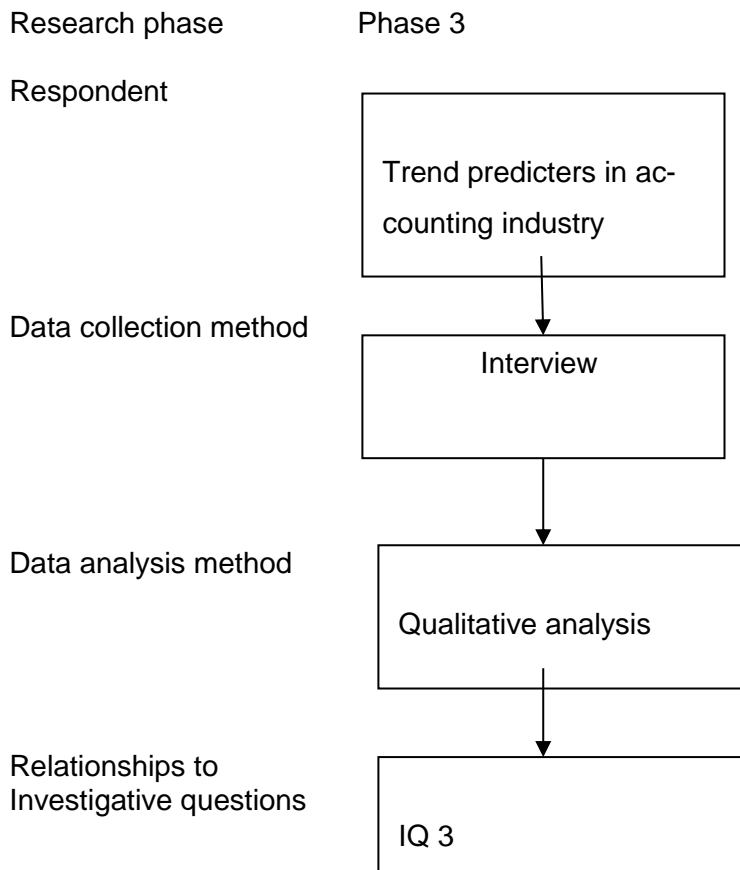 Research phase Phase 3
Respondent
Trend predicters in ac-
counting industry
Data collection method
Interview
Data analysis method
Qualitative analysis
Relationships to
Investigative questions
IQ 3